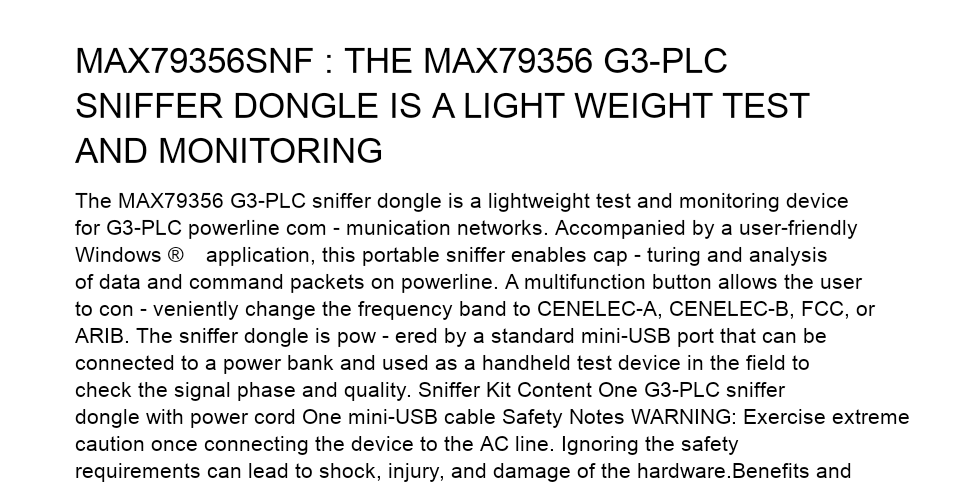 MAX79356SNF : THE MAX79356 G3-PLC
SNIFFER DONGLE IS A LIGHT WEIGHT TEST
AND MONITORING
The MAX79356 G3-PLC sniffer dongle is a lightweight test and monitoring device
for G3-PLC powerline com - munication networks. Accompanied by a user-friendly
Windows ® application, this portable sniffer enables cap - turing and analysis
of data and command packets on powerline. A multifunction button allows the user
to con - veniently change the frequency band to CENELEC-A, CENELEC-B, FCC, or
ARIB. The sniffer dongle is pow - ered by a standard mini-USB port that can be
connected to a power bank and used as a handheld test device in the field to
check the signal phase and quality. Sniffer Kit Content One G3-PLC sniffer
dongle with power cord One mini-USB cable Safety Notes WARNING: Exercise extreme
caution once connecting the device to the AC line. Ignoring the safety
requirements can lead to shock, injury, and damage of the hardware.Benefits and